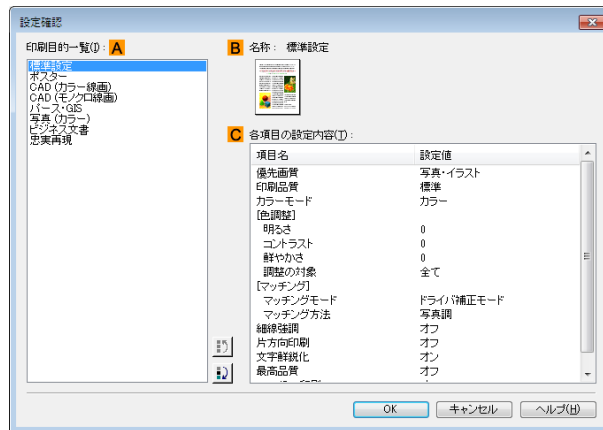 設定確認
印刷目的一覧(I): A
標準設定
ポスター
CAD (カラー線画)
CAD (モノクロ線画)
パース・GIS
写真 (カラー)
ビジネス文書
忠実再現
B 名称: 標準設定
C 各項目の設定内容(T):
項目名 設定値
優先画質 写真・イラスト
印刷品質 標準
カラーモード カラー
[色調整]
明るさ 0
コントラスト 0
鮮やかさ 0
調整の対象 全て
[マッチング]
マッチングモード ドライバ補正モード
マッチング方法 写真調
細線強調 オフ
片方向印刷 オフ
文字鮮鋭化 オン
最高品質 オフ
OK キャンセル ヘルプ(H)